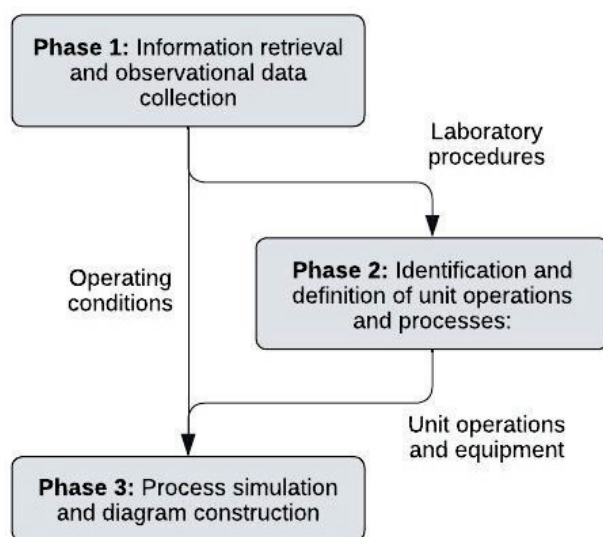 Phase 1: Information retrieval
and observational data
collection
Laboratory
procedures
Operating
conditions
Phase 2: Identification and
definition of unit operations
and processes:
Unit operations
and equipment
Phase 3: Process simulation
and diagram construction